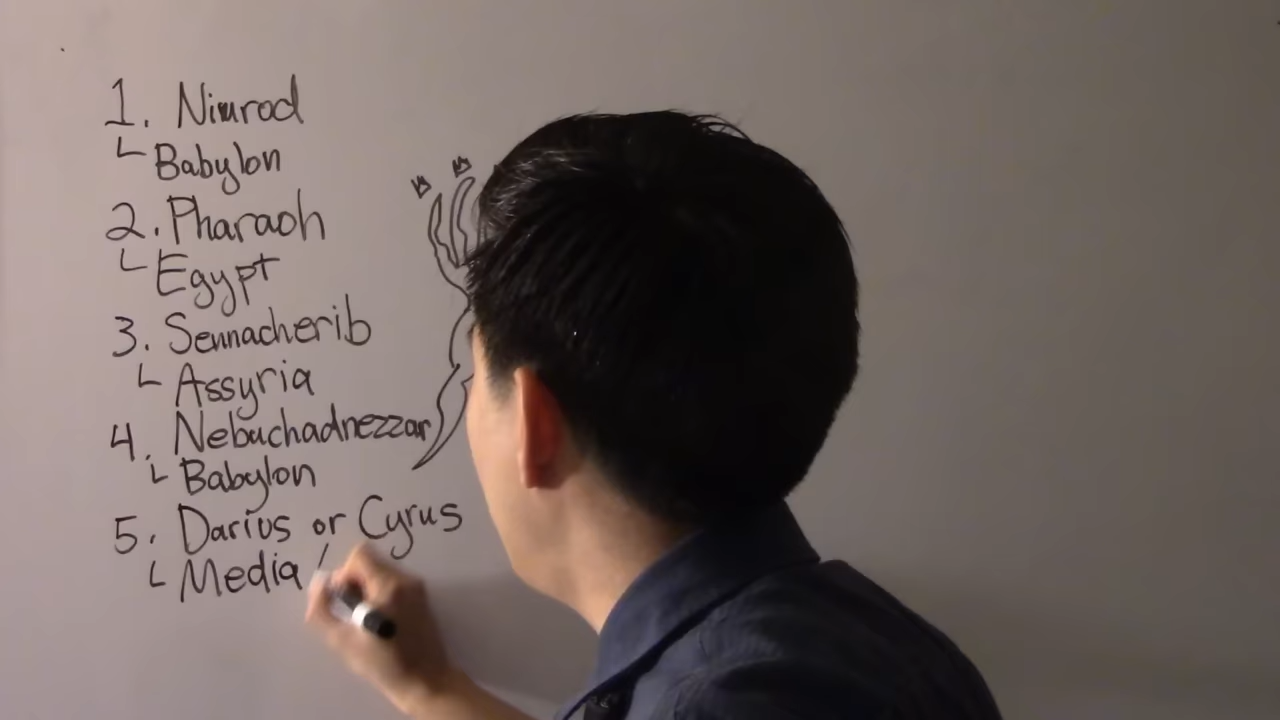 1. Nimrod
Babylon
2. Pharaoh
Egypt
3. Sennacherib
Assyria
4. Nebuchadnezzar
Babylon
5. Darius or Cyrus
Media /